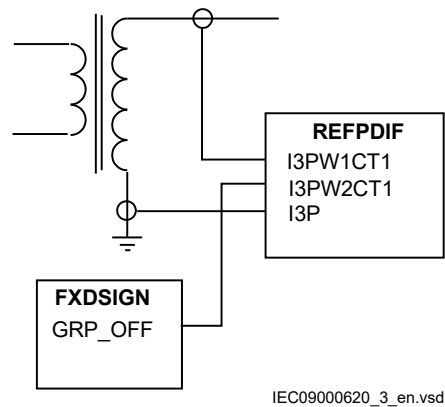 REFPDIF
I3PW1CT1
I3PW2CT1
I3P
FXDSIGN
GRP_OFF
IEC09000620_3_en.vsd